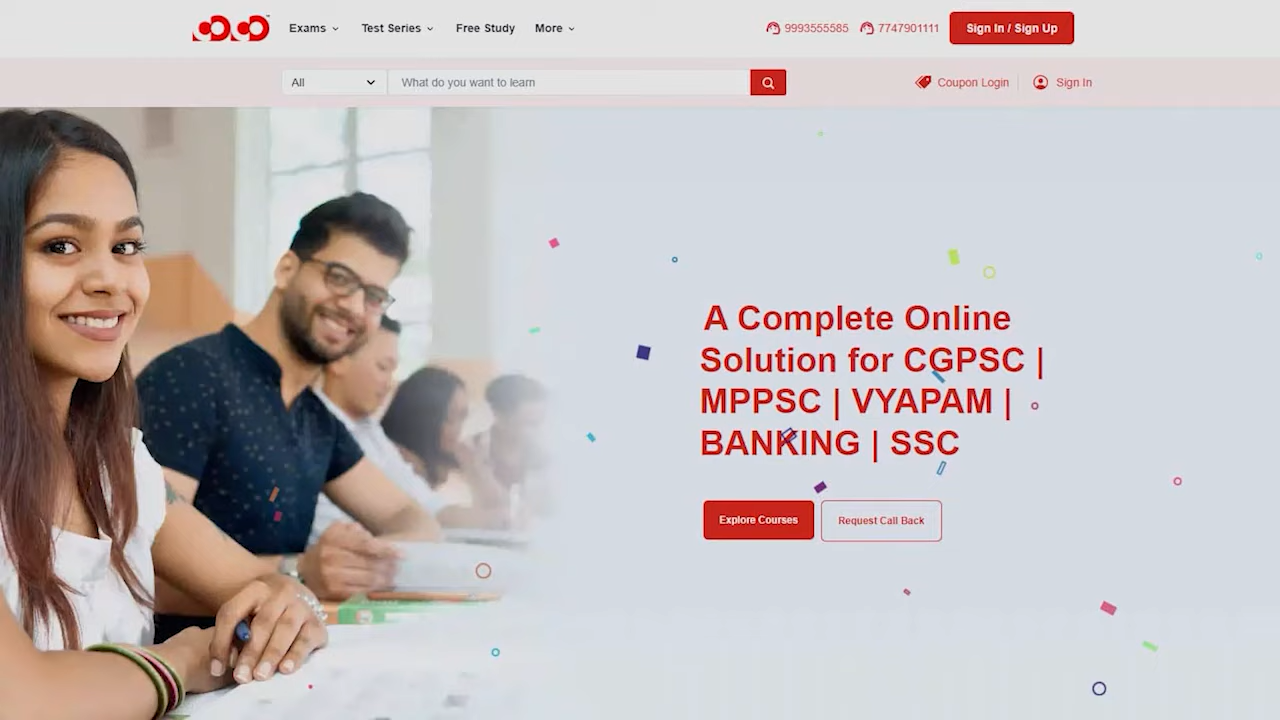 Exams
Test Series
Free Study
More
9993555585
7747901111
Sign In / Sign Up
All
What do you want to learn
Coupon Login
Sign In
A Complete Online
Solution for CGPSC |
MPPSC | VYAPAM |
BANKING | SSC
Explore Courses
Request Call Back